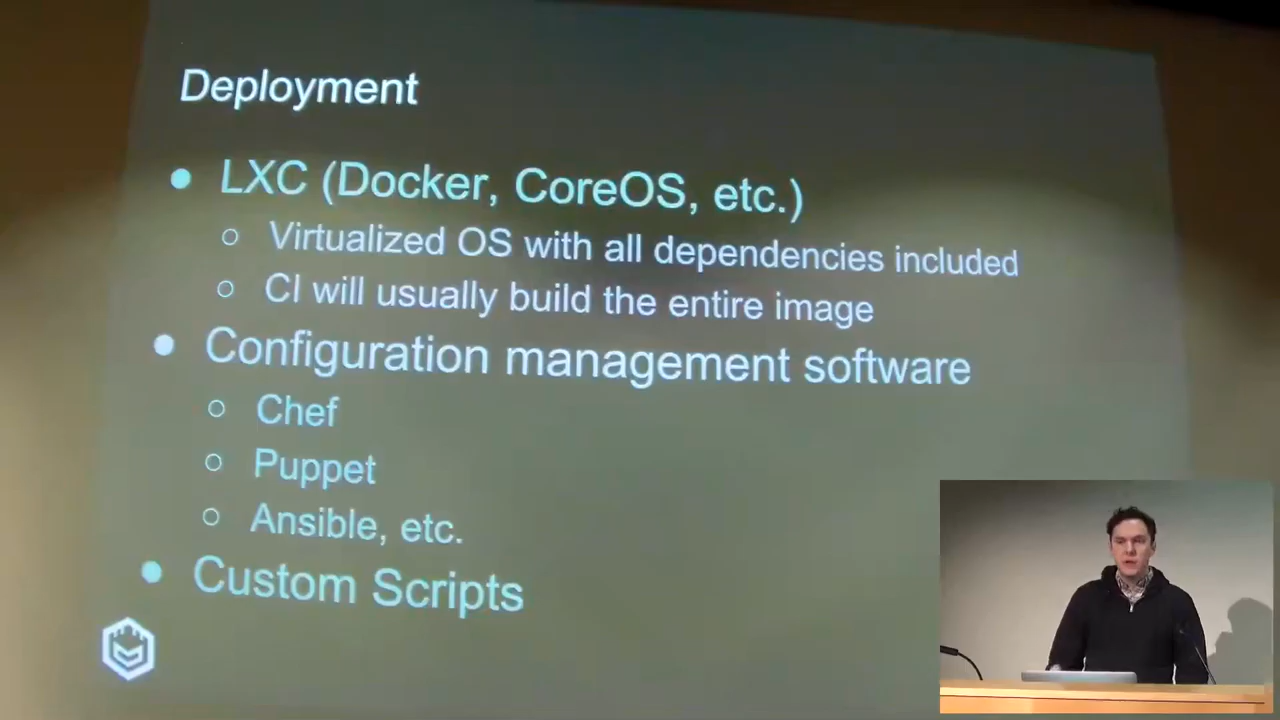 Deployment
● LXC (Docker, CoreOS, etc.)
○ Virtualized OS with all dependencies included
○ CI will usually build the entire image
● Configuration management software
○ Chef
○ Puppet
○ Ansible, etc.
● Custom Scripts